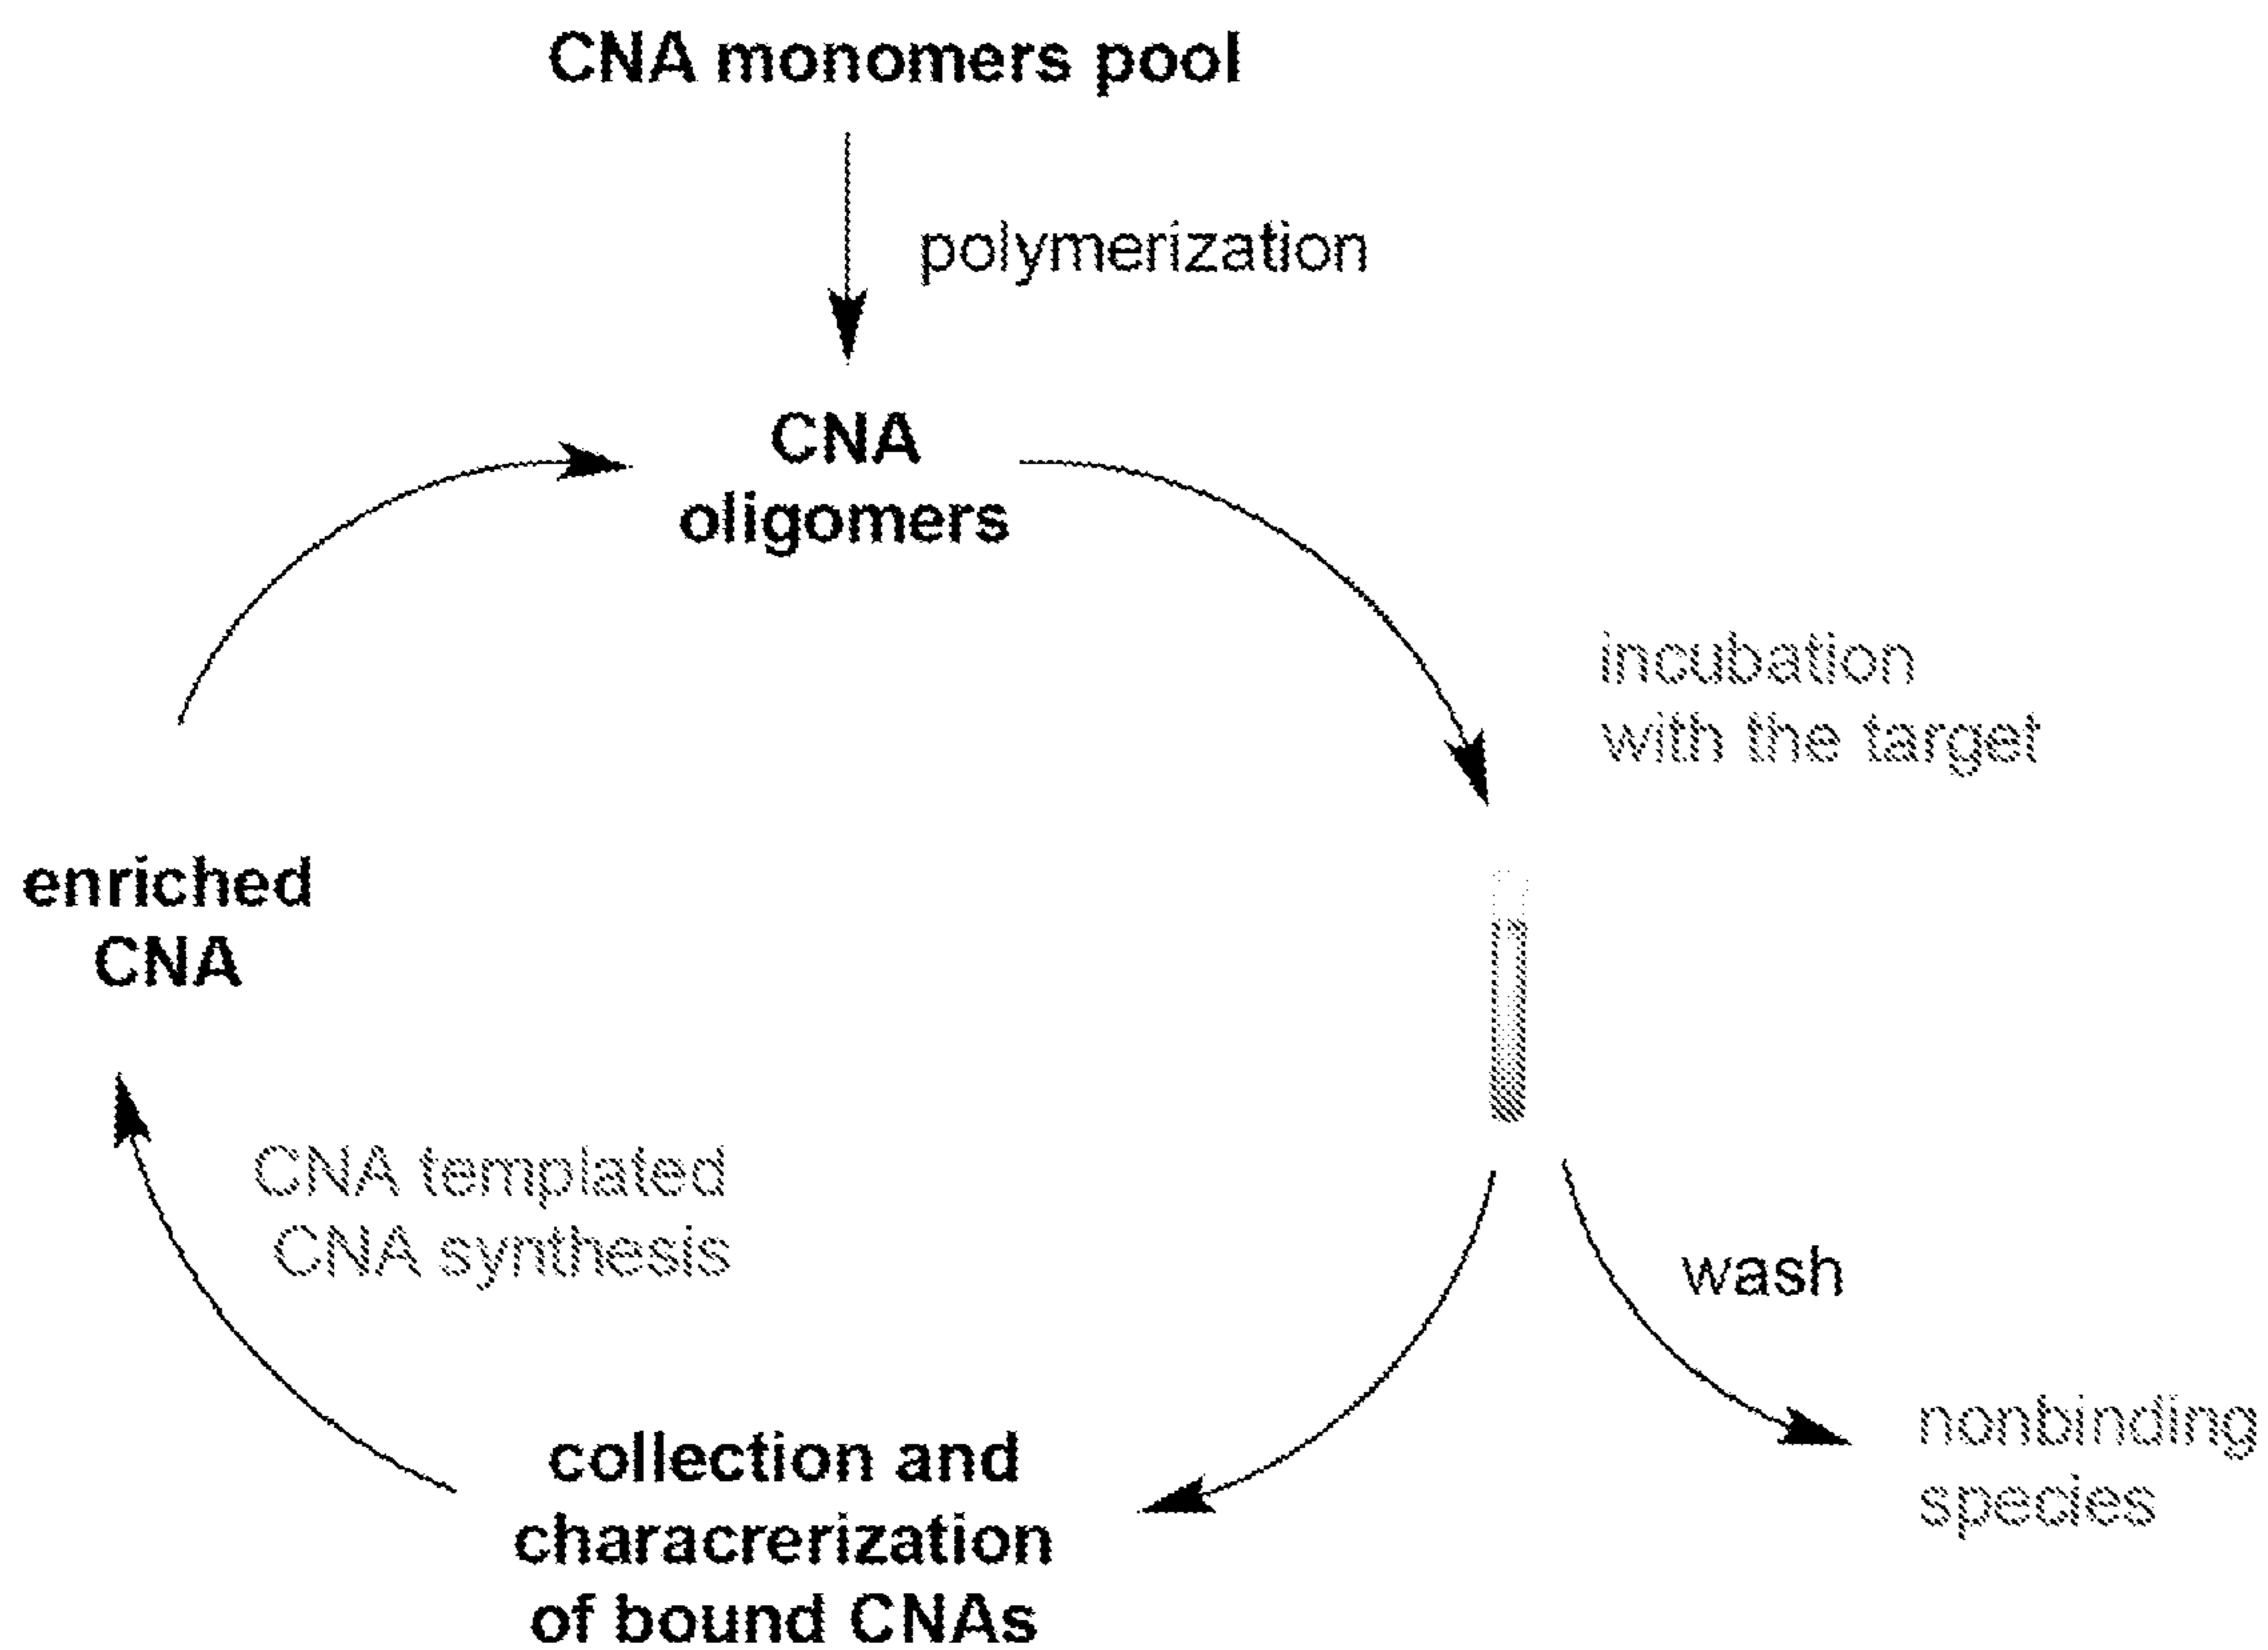 CNA monomers pool
polymerization
CNA
oligomers
incubation
with the target
enriched
CNA
CNA templated
CNA synthesis
wash
nonbinding
species
collection and
characrerization
of bound CNAs